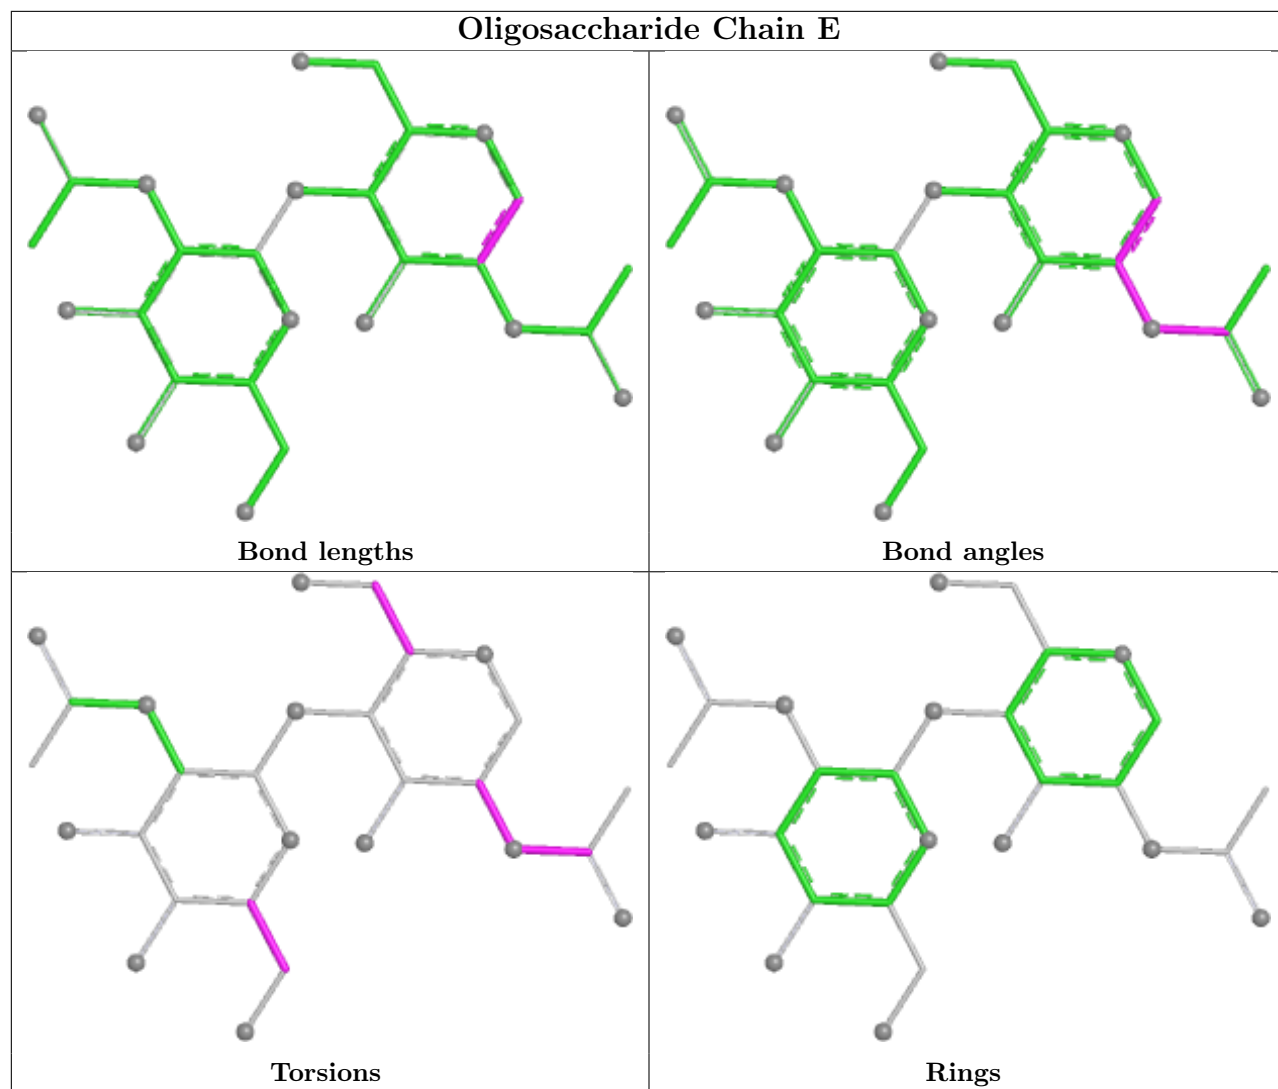 Oligosaccharide Chain E
Bond lengths
Bond angles
Torsions
Rings